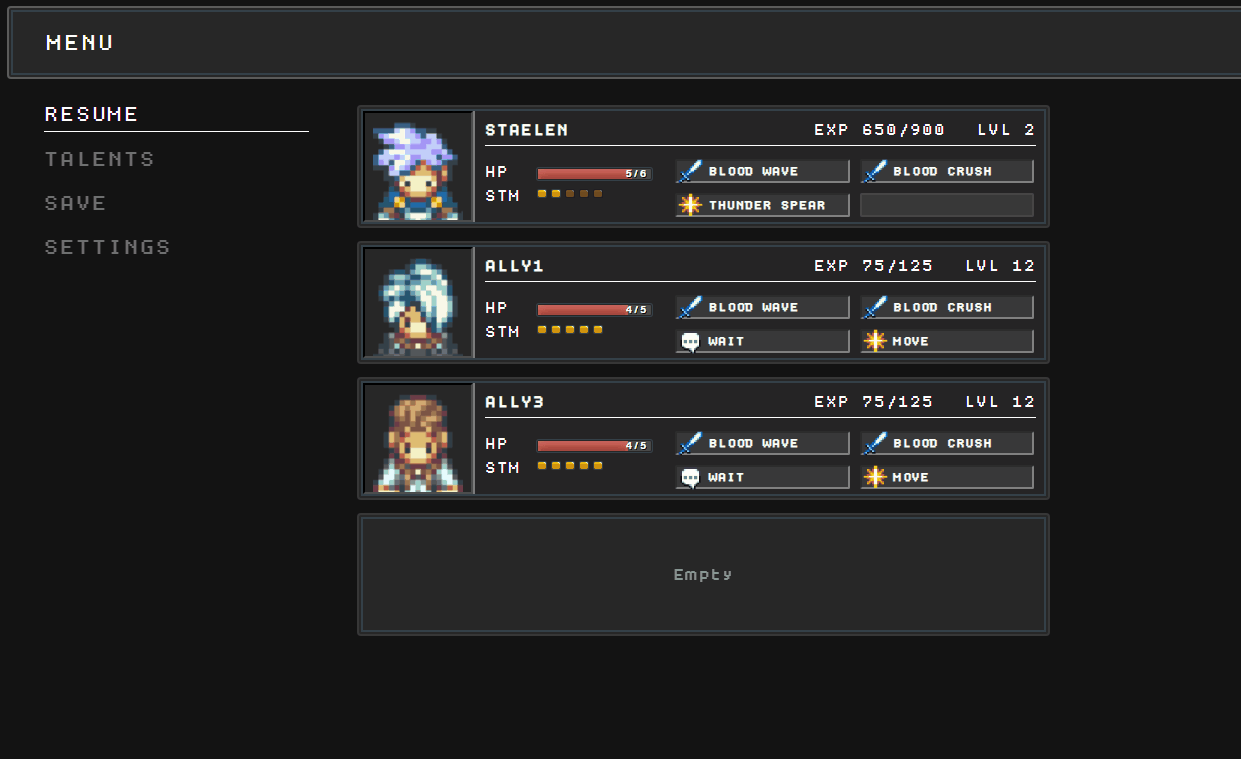 MENU
RESUME
TALENTS
SAVE
SETTINGS
STAELEN EXP 650/900 LVL 2
HP 5/6 BLOOD WAVE BLOOD CRUSH
STM THUNDER SPEAR
ALLY1 EXP 75/125 LVL 12
HP 4/5 BLOOD WAVE BLOOD CRUSH
STM WAIT MOVE
ALLY3 EXP 75/125 LVL 12
HP 4/5 BLOOD WAVE BLOOD CRUSH
STM WAIT MOVE
Empty